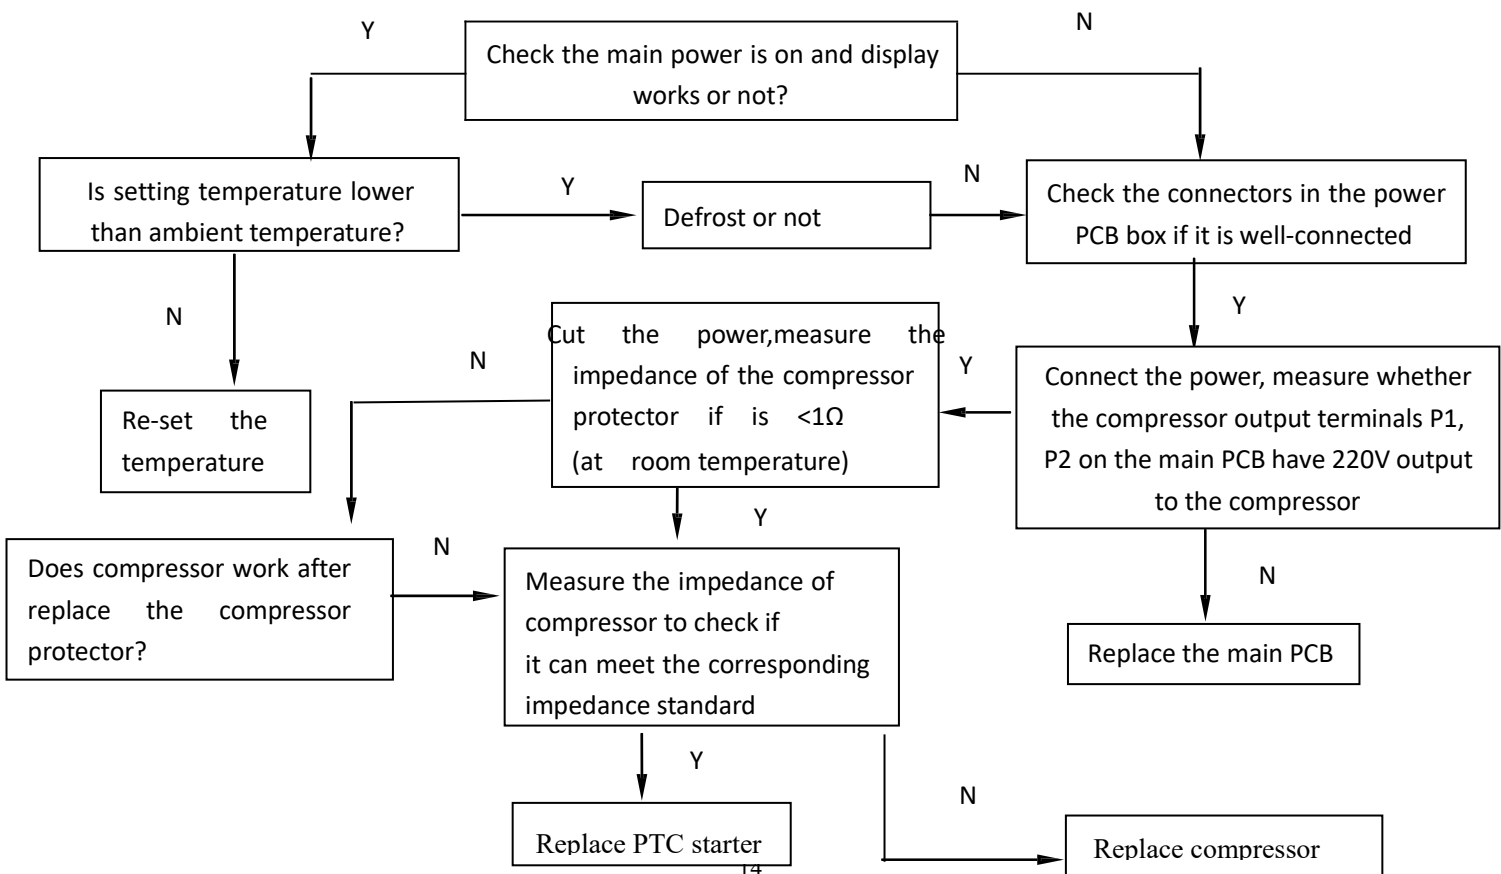 Y
N
Check the main power is on and display
works or not?
Is setting temperature lower
than ambient temperature?
Y
Defrost or not
N
Check the connectors in the power
PCB box if it is well-connected
N
Y
Cut the power,measure the
impedance of the compressor
protector if is <1Ω
(at room temperature)
N
Y
Connect the power, measure whether
the compressor output terminals P1,
P2 on the main PCB have 220V output
to the compressor
Re-set the
temperature
Y
N
Does compressor work after
replace the compressor
protector?
N
Measure the impedance of
compressor to check if
it can meet the corresponding
impedance standard
Replace the main PCB
Y
N
Replace PTC starter
Replace compressor
14